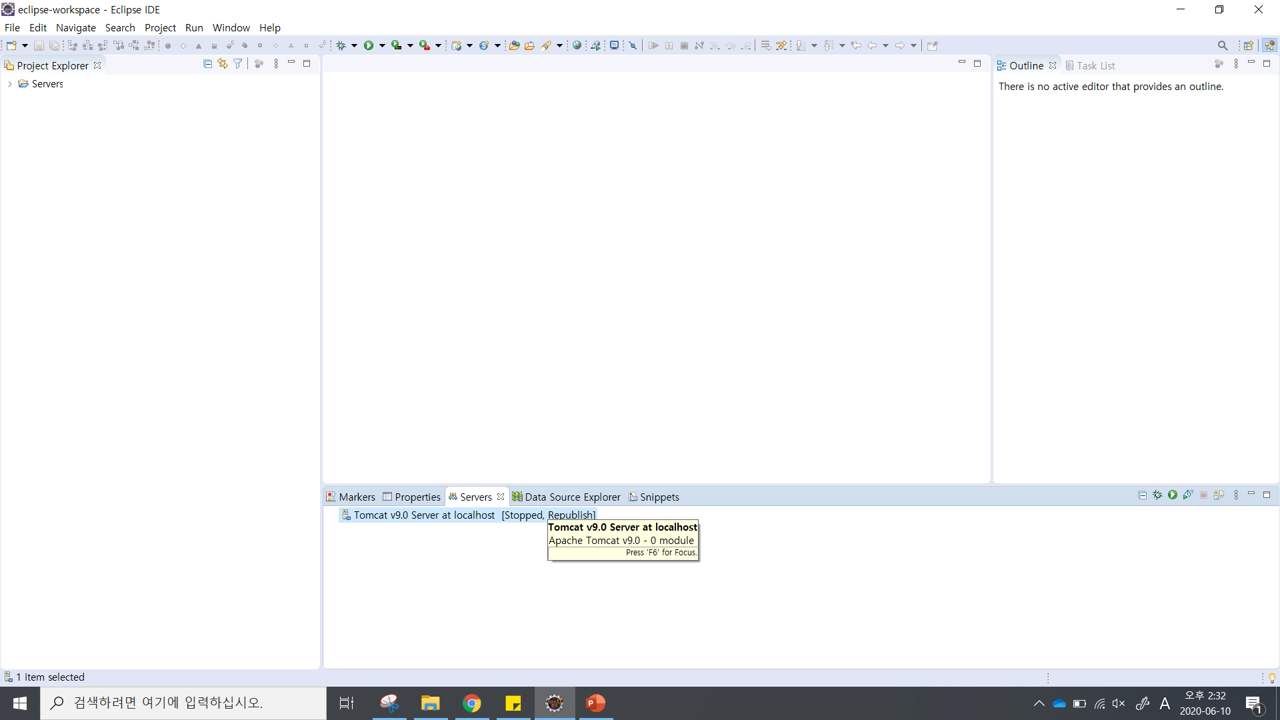 eclipse-workspace - Eclipse IDE
File Edit Navigate Search Project Run Window Help
Project Explorer
Servers
Outline
Task List
There is no active editor that provides an outline.
Markers
Properties
Servers
Data Source Explorer
Snippets
Tomcat v9.0 Server at localhost [Stopped, Republish]
Tomcat v9.0 Server at localhost
Apache Tomcat v9.0 - 0 module
Press 'F6' for Focus.
1 item selected
검색하려면 여기에 입력하십시오.
A
오후 2:32
2020-06-10
1